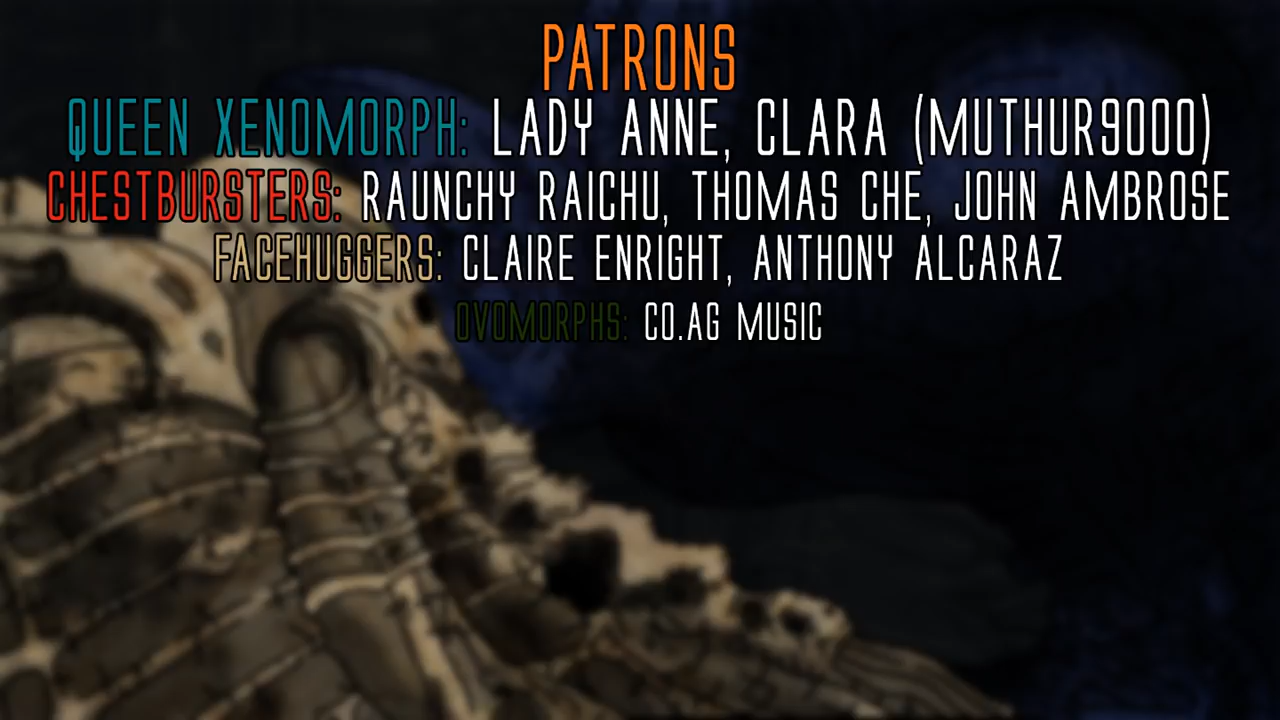 PATRONS
QUEEN XENOMORPH: LADY ANNE, CLARA (MUTHUR9000)
CHESTBURSTERS: RAUNCHY RAICHU, THOMAS CHE, JOHN AMBROSE
FACEHUGGERS: CLAIRE ENRIGHT, ANTHONY ALCARAZ
OVOMORPHS: CO.AG MUSIC